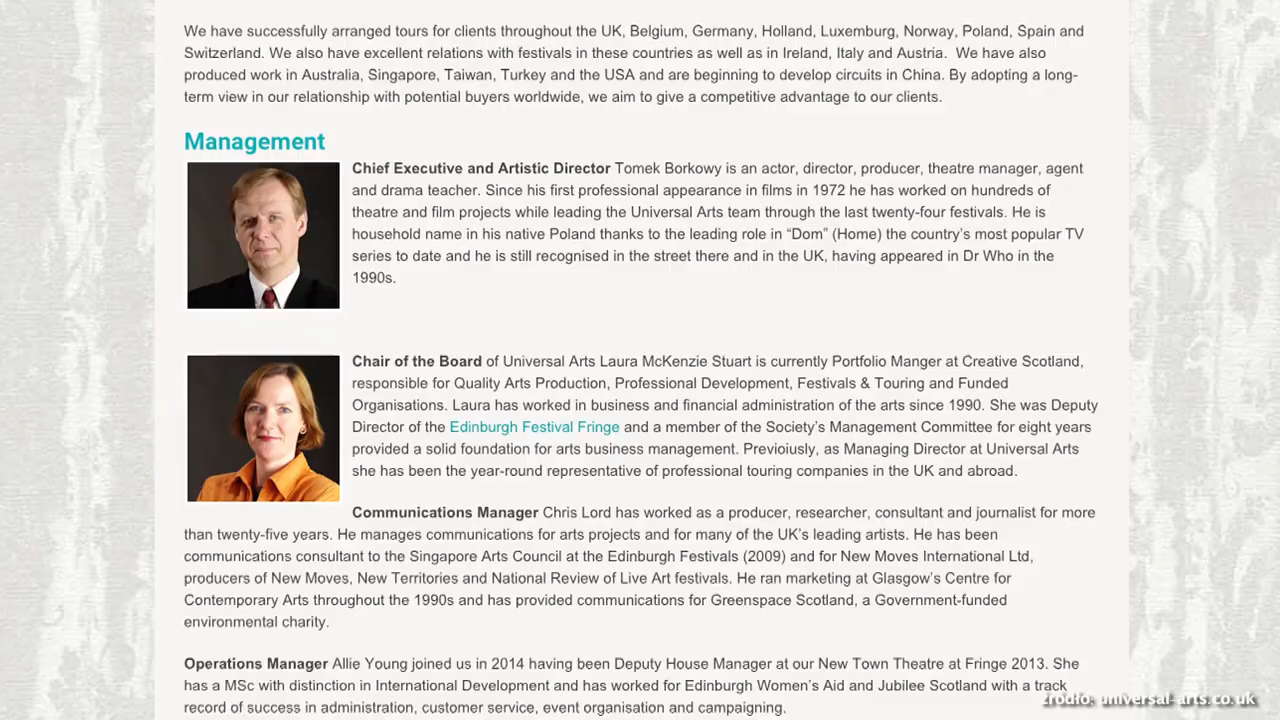 We have successfully arranged tours for clients throughout the UK, Belgium, Germany, Holland, Luxemburg, Norway, Poland, Spain and
Switzerland. We also have excellent relations with festivals in these countries as well as in Ireland, Italy and Austria.  We have also
produced work in Australia, Singapore, Taiwan, Turkey and the USA and are beginning to develop circuits in China. By adopting a long-
term view in our relationship with potential buyers worldwide, we aim to give a competitive advantage to our clients.
Management
Chief Executive and Artistic Director Tomek Borkowy is an actor, director, producer, theatre manager, agent
and drama teacher. Since his first professional appearance in films in 1972 he has worked on hundreds of
theatre and film projects while leading the Universal Arts team through the last twenty-four festivals. He is
household name in his native Poland thanks to the leading role in “Dom” (Home) the country’s most popular TV
series to date and he is still recognised in the street there and in the UK, having appeared in Dr Who in the
1990s.
Chair of the Board of Universal Arts Laura McKenzie Stuart is currently Portfolio Manger at Creative Scotland,
responsible for Quality Arts Production, Professional Development, Festivals & Touring and Funded
Organisations. Laura has worked in business and financial administration of the arts since 1990. She was Deputy
Director of the Edinburgh Festival Fringe and a member of the Society’s Management Committee for eight years
provided a solid foundation for arts business management. Previoiusly, as Managing Director at Universal Arts
she has been the year-round representative of professional touring companies in the UK and abroad.
Communications Manager Chris Lord has worked as a producer, researcher, consultant and journalist for more
than twenty-five years. He manages communications for arts projects and for many of the UK’s leading artists. He has been
communications consultant to the Singapore Arts Council at the Edinburgh Festivals (2009) and for New Moves International Ltd,
producers of New Moves, New Territories and National Review of Live Art festivals. He ran marketing at Glasgow’s Centre for
Contemporary Arts throughout the 1990s and has provided communications for Greenspace Scotland, a Government-funded
environmental charity.
Operations Manager Allie Young joined us in 2014 having been Deputy House Manager at our New Town Theatre at Fringe 2013. She
has a MSc with distinction in International Development and has worked for Edinburgh Women’s Aid and Jubilee Scotland with a track
record of success in administration, customer service, event organisation and campaigning.
źródło: universal-arts.co.uk